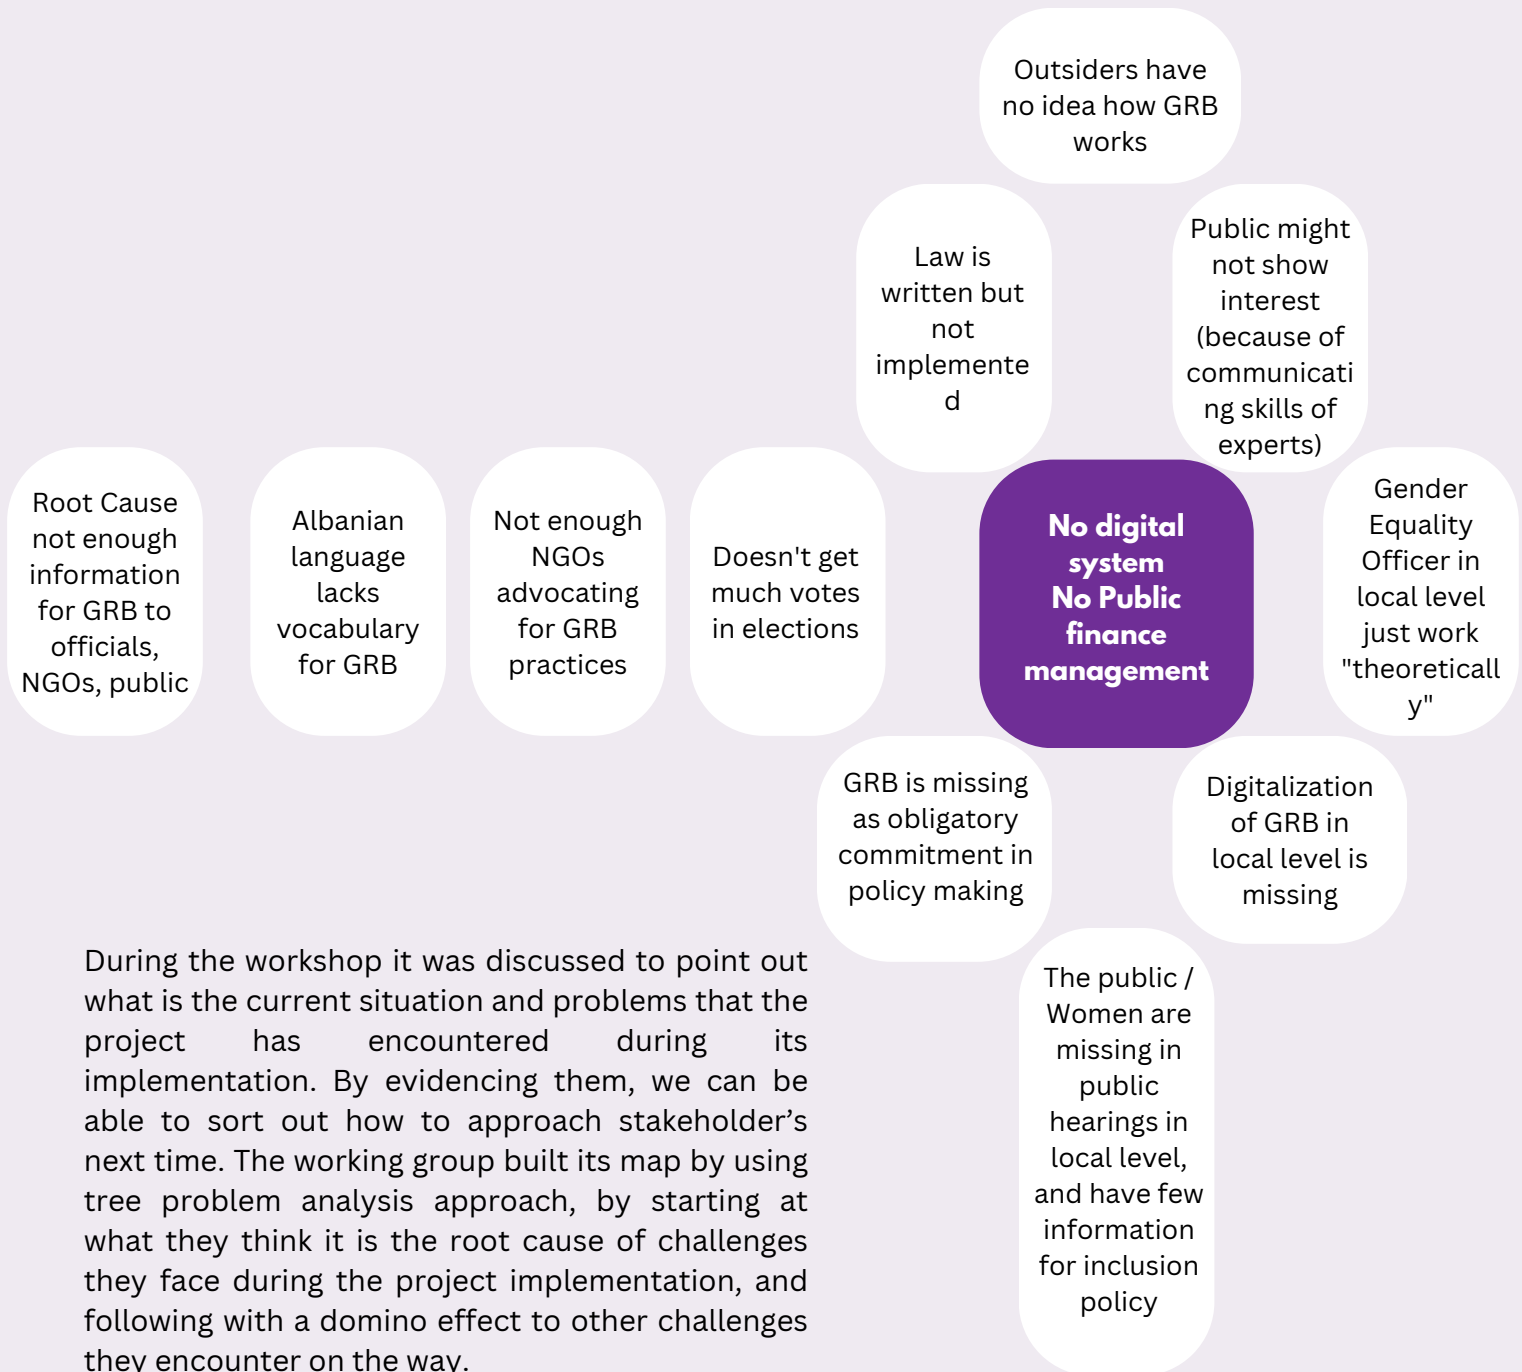 Outsiders have
no idea how GRB
works
Law is
written but
not
implemente
d
Public might
not show
interest
(because of
communicati
ng skills of
experts)
Root Cause
not enough
information
for GRB to
officials,
NGOs, public
Albanian
language
lacks
vocabulary
for GRB
Not enough
NGOs
advocating
for GRB
practices
Doesn't get
much votes
in elections
No digital
system
No Public
finance
management
Gender
Equality
Officer in
local level
just work
"theoreticall
y"
GRB is missing
as obligatory
commitment in
policy making
Digitalization
of GRB in
local level is
missing
The public /
Women are
missing in
public
hearings in
local level,
and have few
information
for inclusion
policy
During the workshop it was discussed to point out
what is the current situation and problems that the
project has encountered during its
implementation. By evidencing them, we can be
able to sort out how to approach stakeholder’s
next time. The working group built its map by using
tree problem analysis approach, by starting at
what they think it is the root cause of challenges
they face during the project implementation, and
following with a domino effect to other challenges
they encounter on the way.